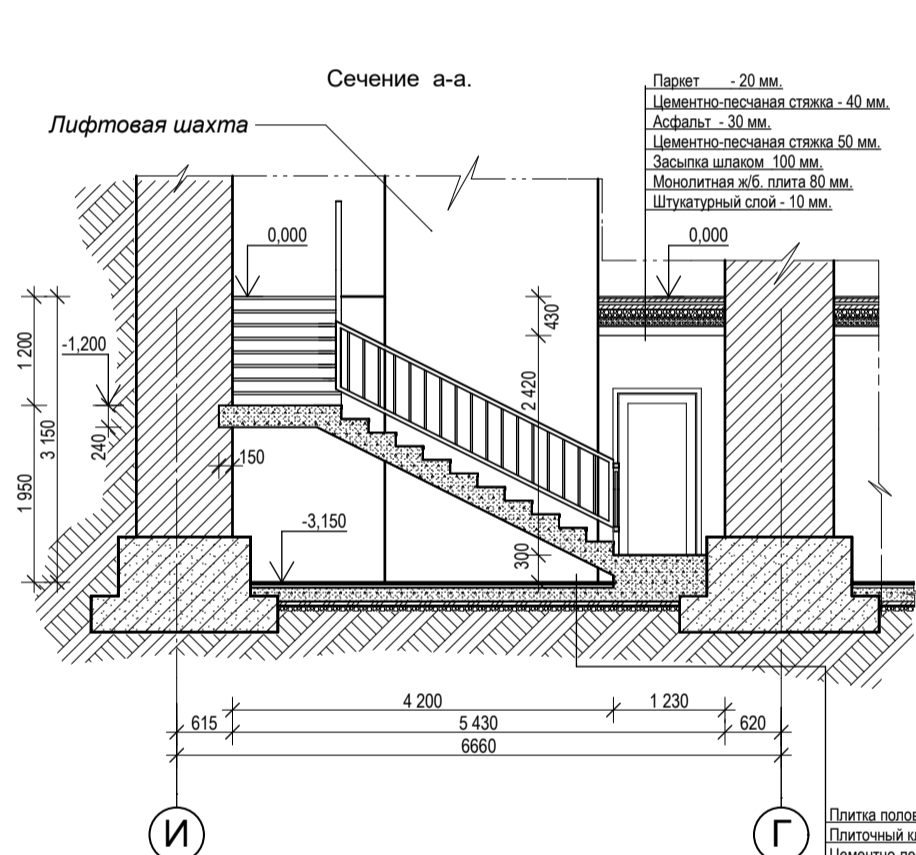 Сечение а-а.
Лифтовая шахта
Паркет - 20 мм.
Цементно-песчаная стяжка - 40 мм.
Асфальт - 30 мм.
Цементно-песчаная стяжка 50 мм.
Засыпка шлаком 100 мм.
Монолитная ж/б. плита 80 мм.
Штукатурный слой - 10 мм.
0,000
0,000
430
1 200
-1,200
2 420
3 150
240
150
1 950
-3,150
300
4 200
1 230
615
5 430
620
6660
И
Г
Плитка
Плиточный